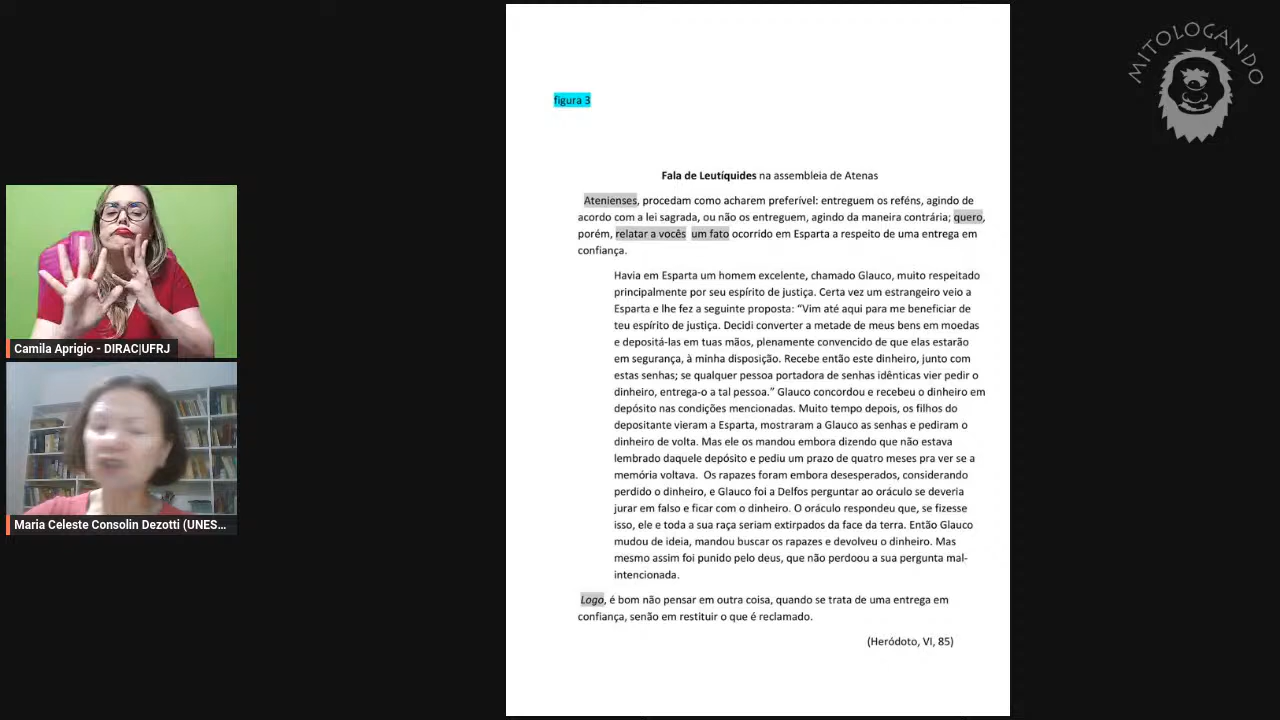 MITOLOGANDO
figura 3
Fala de Leutíquides na assembleia de Atenas
Atenienses, procedam como acharem preferível: entreguem os reféns, agindo de
acordo com a lei sagrada, ou não os entreguem, agindo da maneira contrária; quero,
porém, relatar a vocês um fato ocorrido em Esparta a respeito de uma entrega em
confiança.
Havia em Esparta um homem excelente, chamado Glauco, muito respeitado
principalmente por seu espírito de justiça. Certa vez um estrangeiro veio a
Esparta e lhe fez a seguinte proposta: “Vim até aqui para me beneficiar de
teu espírito de justiça. Decidi converter a metade de meus bens em moedas
e depositá-las em tuas mãos, plenamente convencido de que elas estarão
em segurança, à minha disposição. Recebe então este dinheiro, junto com
estas senhas; se qualquer pessoa portadora de senhas idênticas vier pedir o
dinheiro, entrega-o a tal pessoa.” Glauco concordou e recebeu o dinheiro em
depósito nas condições mencionadas. Muito tempo depois, os filhos do
depositante vieram a Esparta, mostraram a Glauco as senhas e pediram o
dinheiro de volta. Mas ele os mandou embora dizendo que não estava
lembrado daquele depósito e pediu um prazo de quatro meses pra ver se a
memória voltava. Os rapazes foram embora desesperados, considerando
perdido o dinheiro, e Glauco foi a Delfos perguntar ao oráculo se deveria
jurar em falso e ficar com o dinheiro. O oráculo respondeu que, se fizesse
isso, ele e toda a sua raça seriam extirpados da face da terra. Então Glauco
mudou de ideia, mandou buscar os rapazes e devolveu o dinheiro. Mas
mesmo assim foi punido pelo deus, que não perdoou a sua pergunta mal-
intencionada.
Logo, é bom não pensar em outra coisa, quando se trata de uma entrega em
confiança, senão em restituir o que é reclamado.
(Heródoto, VI, 85)
Camila Aprigio - DIRAC|UFRJ
Maria Celeste Consolin Dezotti (UNES...